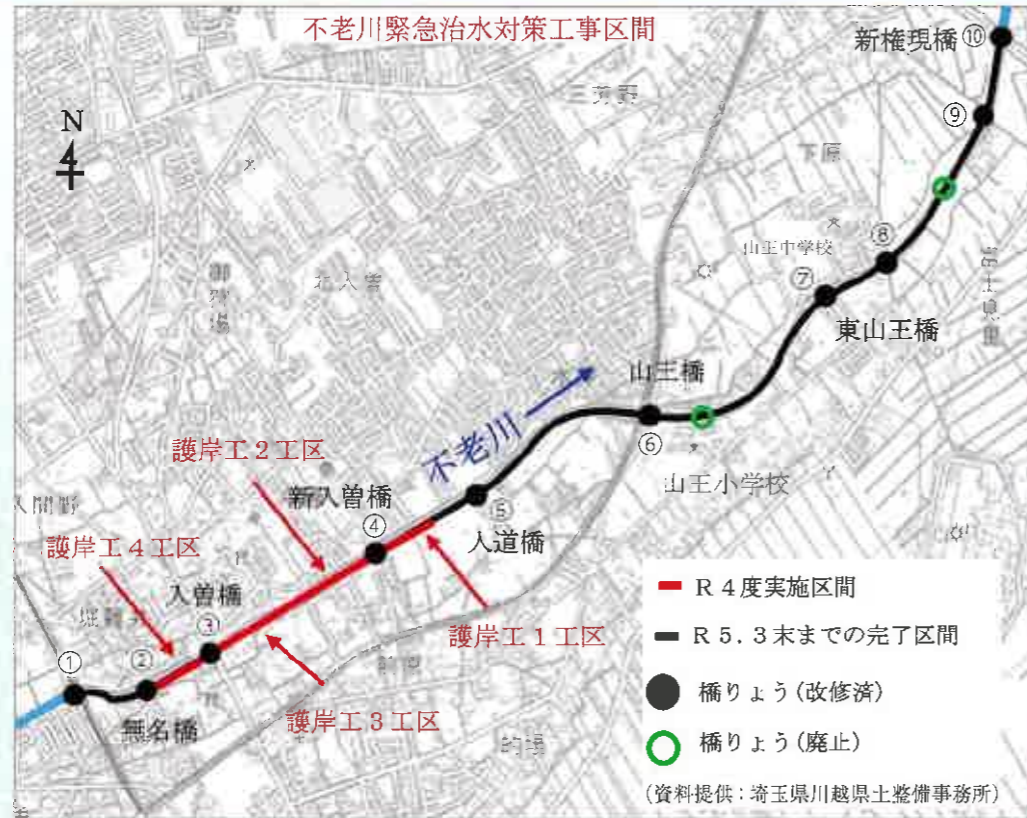 不老川緊急治水対策工事区間
新権現橋⑩
N
⑨
下原
山王中学校
⑧
⑦
東山王橋
山王橋
不老川
⑥
護岸工2工区
山王小学校
新入曽橋
④
⑤
入道橋
入間野
護岸工4工区
入曽橋
③
護岸工1工区
①
②
無名橋
護岸工3工区
R4度実施区間
R5.3末までの完了区間
橋りょう(改修済)
橋りょう(廃止)
(資料提供：埼玉県川越県土整備事務所)